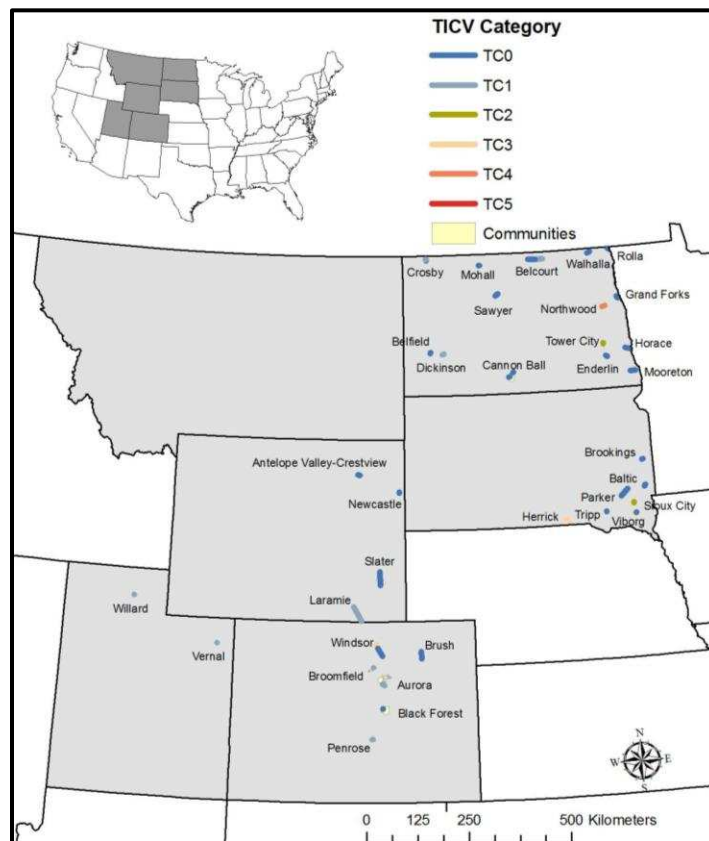 TICV Category
TC0
TC1
TC2
TC3
TC4
TC5
Communities
Crosby
Mohall
Belcourt
Walhalla
Rolla
Sawyer
Grand Forks
Northwood
Belfield
Tower City
Horace
Dickinson
Cannon Ball
Enderlin
Mooreton
Brookings
Antelope Valley-Crestview
Baltic
Newcastle
Parker
Sioux City
Herrick
Tripp
Viborg
Slater
Willard
Laramie
Vernal
Windsor
Brush
Broomfield
Aurora
Black Forest
Penrose
N
W E
S
0 125 250 500 Kilometers